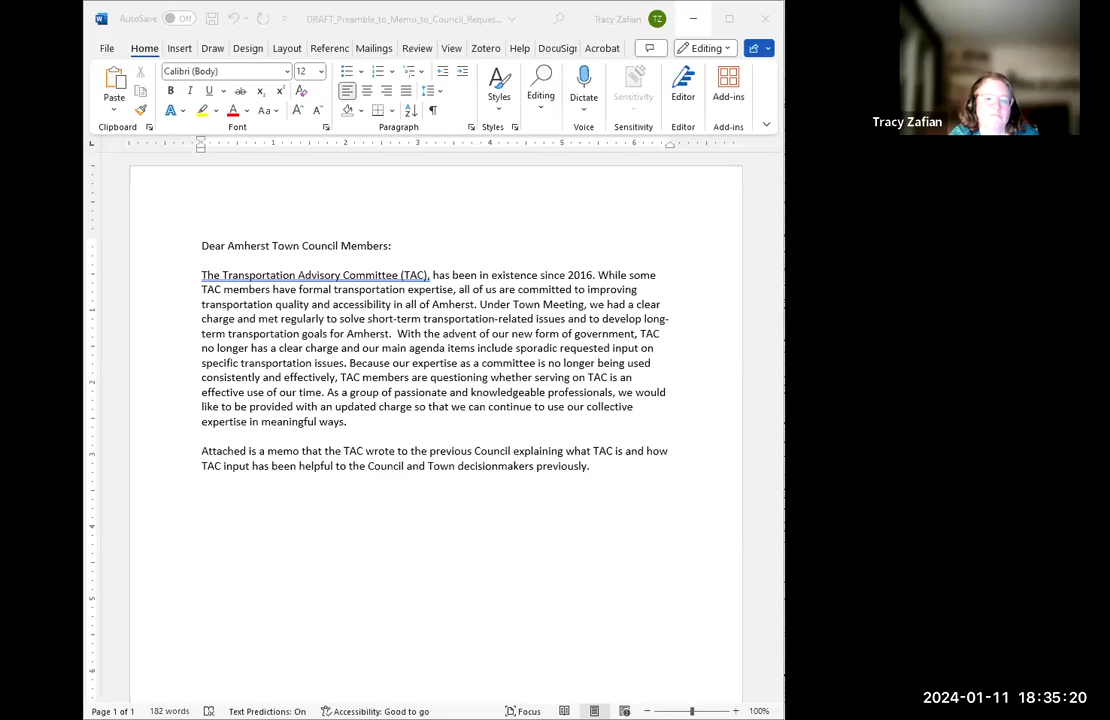 AutoSave Off DRAFT_Preamble_to_Memo_to_Council_Reques... Tracy Zafian TZ
File Home Insert Draw Design Layout Referenc Mailings Review View Zotero Help DocuSign Acrobat Editing
Calibri (Body) 12
Paste Styles Editing Dictate Sensitivity Editor Add-ins
Clipboard Font Paragraph Styles Voice Sensitivity Editor Add-ins
Dear Amherst Town Council Members:
The Transportation Advisory Committee (TAC), has been in existence since 2016. While some
TAC members have formal transportation expertise, all of us are committed to improving
transportation quality and accessibility in all of Amherst. Under Town Meeting, we had a clear
charge and met regularly to solve short-term transportation-related issues and to develop long-
term transportation goals for Amherst.  With the advent of our new form of government, TAC
no longer has a clear charge and our main agenda items include sporadic requested input on
specific transportation issues. Because our expertise as a committee is no longer being used
consistently and effectively, TAC members are questioning whether serving on TAC is an
effective use of our time. As a group of passionate and knowledgeable professionals, we would
like to be provided with an updated charge so that we can continue to use our collective
expertise in meaningful ways.
Attached is a memo that the TAC wrote to the previous Council explaining what TAC is and how
TAC input has been helpful to the Council and Town decisionmakers previously.
Page 1 of 1 182 words Text Predictions: On Accessibility: Good to go Focus 100%
Tracy Zafian
2024-01-11 18:35:20